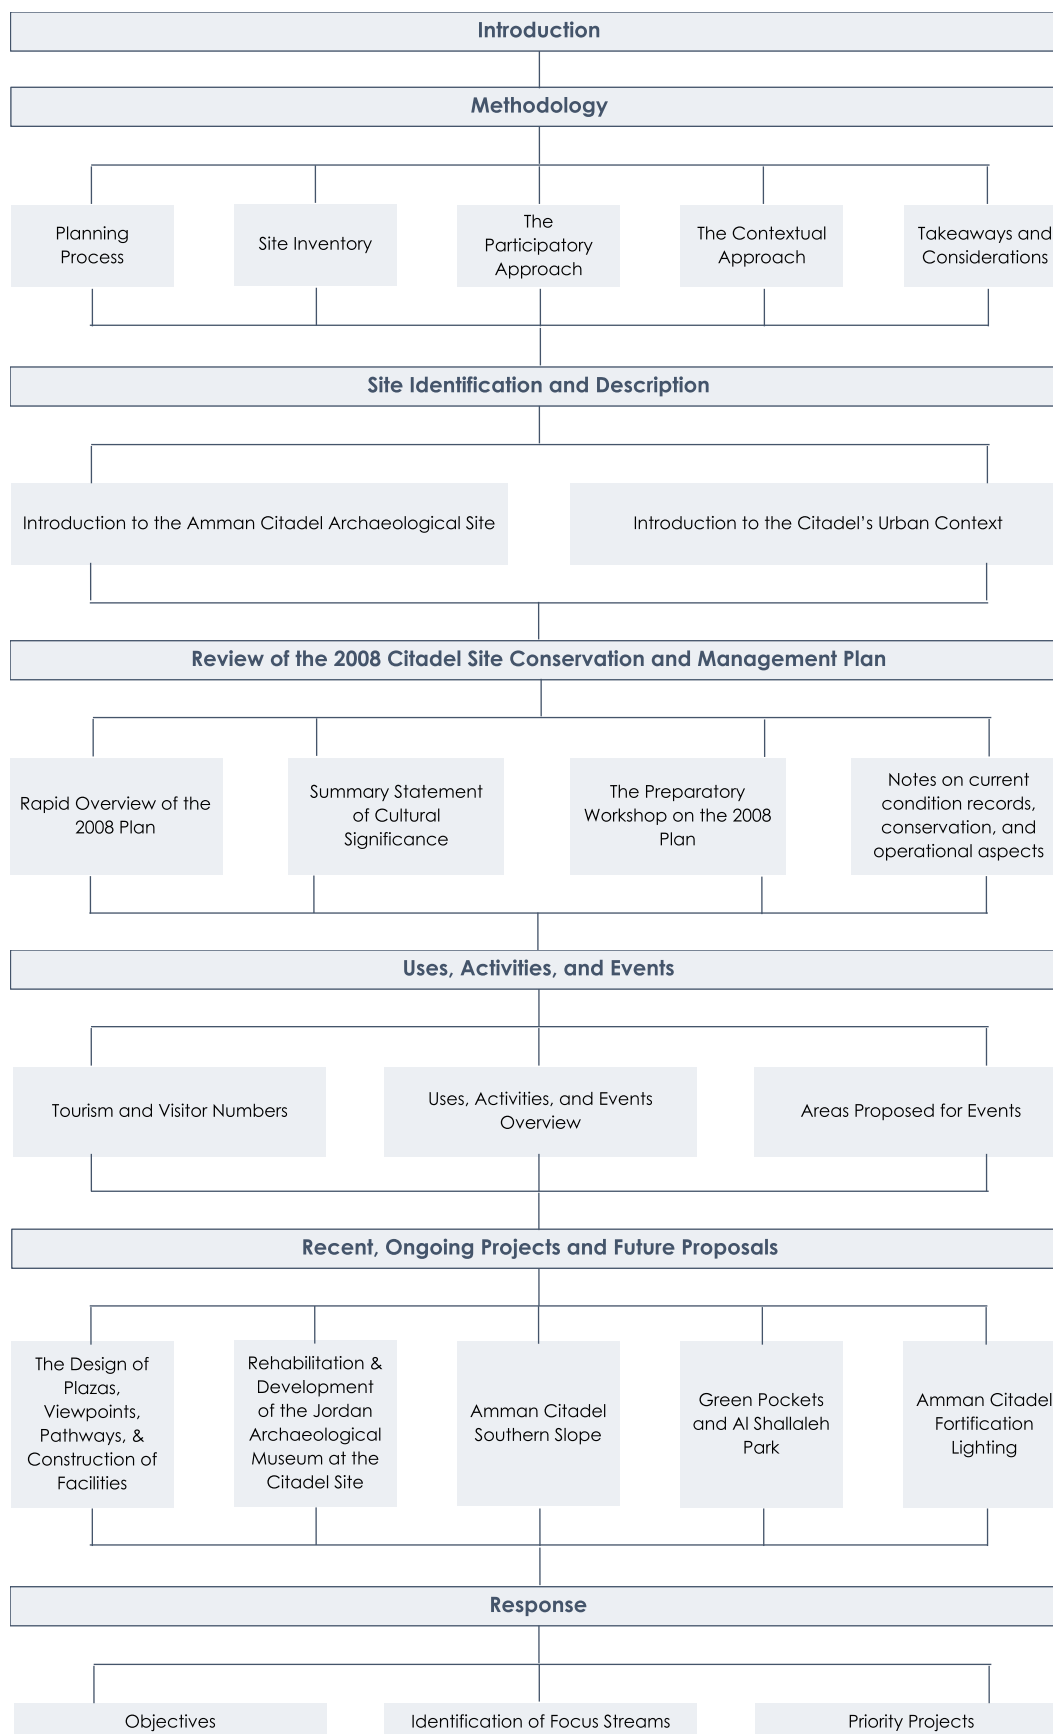 Introduction
Methodology
Planning
Process
Site Inventory
The
Participatory
Approach
The Contextual
Approach
Takeaways and
Considerations
Site Identification and Description
Introduction to the Amman Citadel Archaeological Site
Introduction to the Citadel’s Urban Context
Review of the 2008 Citadel Site Conservation and Management Plan
Rapid Overview of the
2008 Plan
Summary Statement
of Cultural
Significance
The Preparatory
Workshop on the 2008
Plan
Notes on current
condition records,
conservation, and
operational aspects
Uses, Activities, and Events
Tourism and Visitor Numbers
Uses, Activities, and Events
Overview
Areas Proposed for Events
Recent, Ongoing Projects and Future Proposals
The Design of
Plazas,
Viewpoints,
Pathways, &
Construction of
Facilities
Rehabilitation &
Development
of the Jordan
Archaeological
Museum at the
Citadel Site
Amman Citadel
Southern Slope
Green Pockets
and Al Shallaleh
Park
Amman Citadel
Fortification
Lighting
Response
Objectives
Identification of Focus Streams
Priority Projects